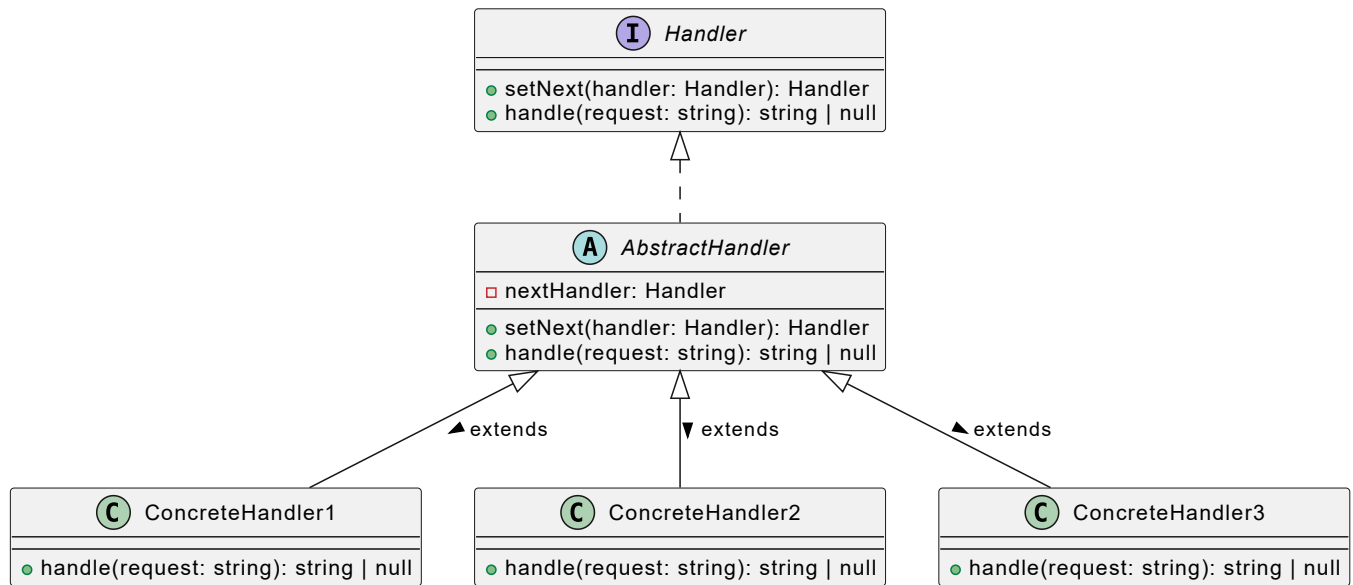 I Handler
setNext(handler: Handler): Handler
handle(request: string): string | null
A AbstractHandler
nextHandler: Handler
setNext(handler: Handler): Handler
handle(request: string): string | null
extends
extends
extends
C ConcreteHandler1
handle(request: string): string | null
C ConcreteHandler2
handle(request: string): string | null
C ConcreteHandler3
handle(request: string): string | null